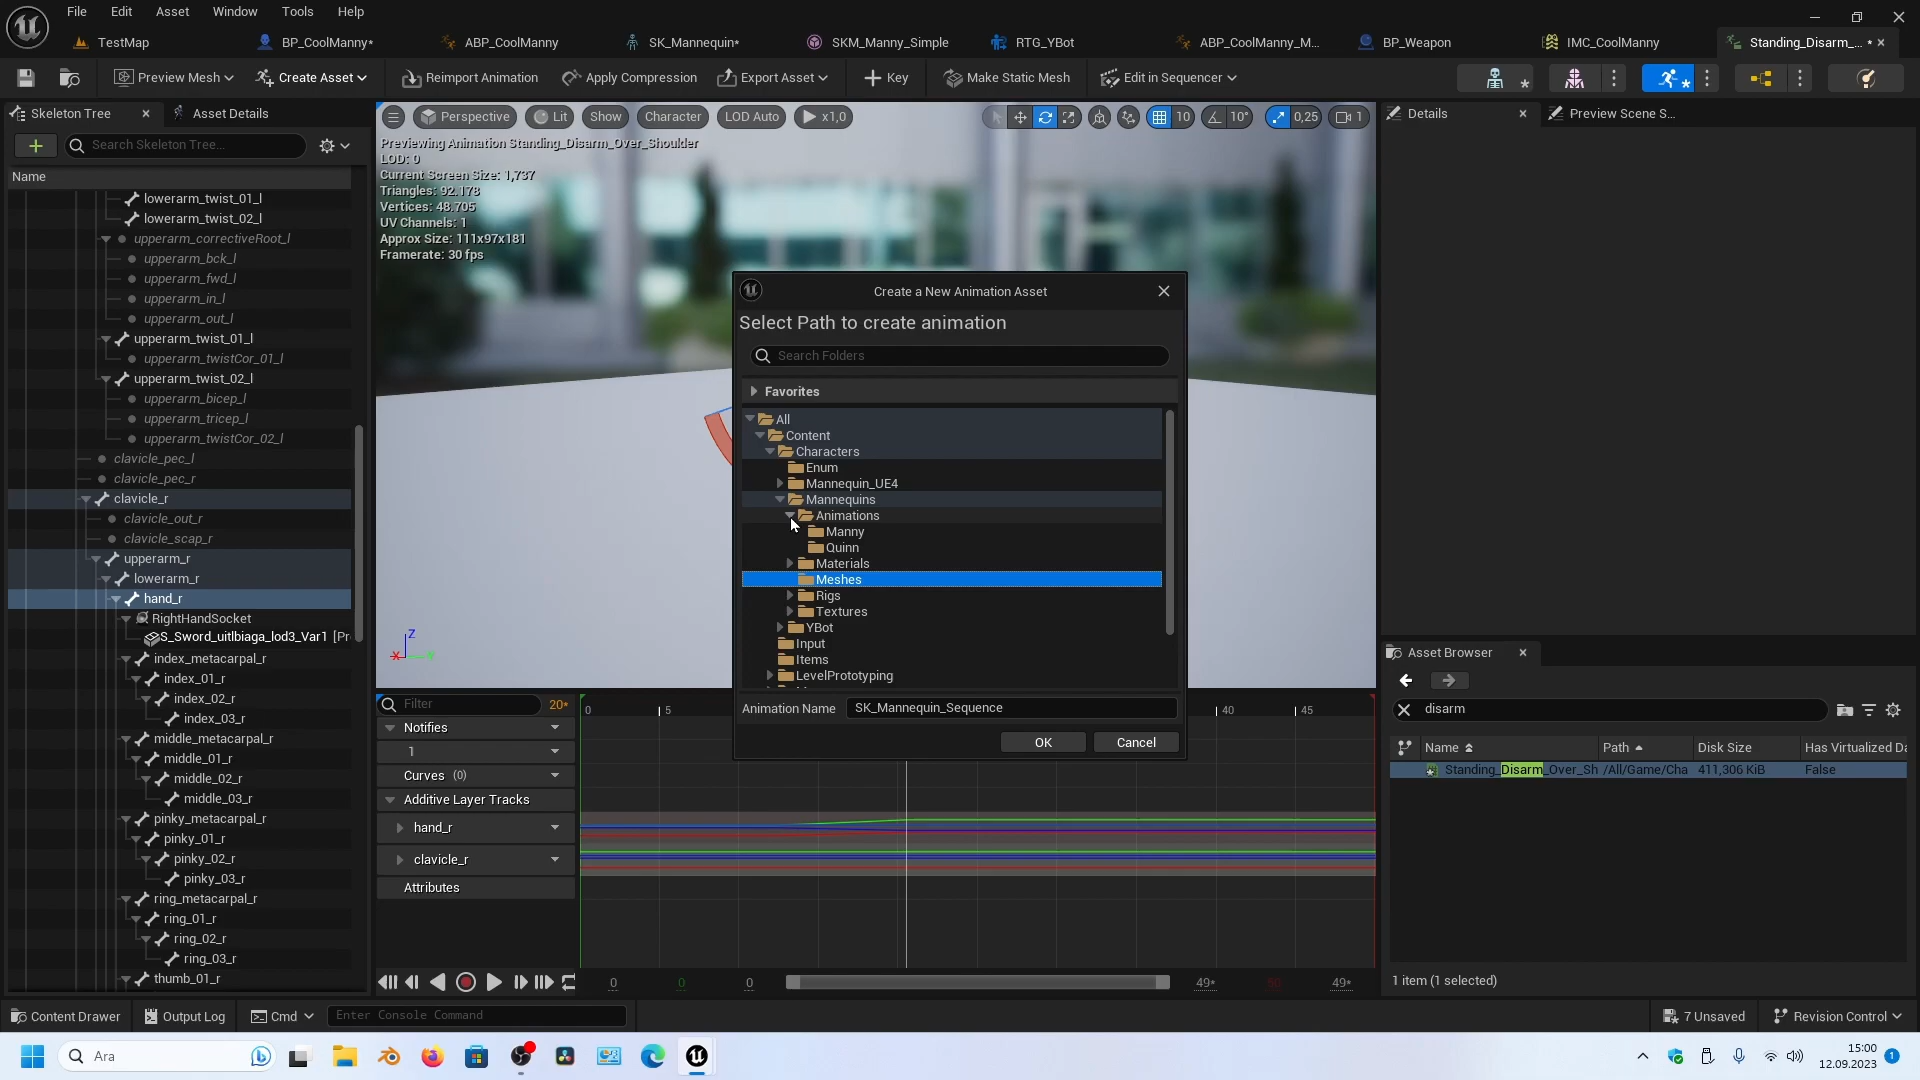 File Edit Asset Window Tools Help
TestMap BP_CoolManny* ABP_CoolManny SK_Mannequin* SKM_Manny_Simple RTG_YBot ABP_CoolManny_M... BP_Weapon IMC_CoolManny Standing_Disarm_... *
Preview Mesh Create Asset Reimport Animation Apply Compression Export Asset Key Make Static Mesh Edit in Sequencer
Skeleton Tree Asset Details
Search Skeleton Tree...
Name
lowerarm_twist_01_l
lowerarm_twist_02_l
upperarm_correctiveRoot_l
upperarm_bck_l
upperarm_fwd_l
upperarm_in_l
upperarm_out_l
upperarm_twist_01_l
upperarm_twistCor_01_l
upperarm_twist_02_l
upperarm_bicep_l
upperarm_tricep_l
upperarm_twistCor_02_l
clavicle_pec_l
clavicle_pec_r
clavicle_r
clavicle_out_r
clavicle_scap_r
upperarm_r
lowerarm_r
hand_r
RightHandSocket
S_Sword_uitlbiaga_lod3_Var1 [Pr
index_metacarpal_r
index_01_r
index_02_r
index_03_r
middle_metacarpal_r
middle_01_r
middle_02_r
middle_03_r
pinky_metacarpal_r
pinky_01_r
pinky_02_r
pinky_03_r
ring_metacarpal_r
ring_01_r
ring_02_r
ring_03_r
thumb_01_r
Perspective Lit Show Character LOD Auto x1,0 10 10° 0,25 1
Previewing Animation Standing_Disarm_Over_Shoulder
LOD: 0
Current Screen Size: 1,737
Triangles: 92.178
Vertices: 48.705
UV Channels: 1
Approx Size: 111x97x181
Framerate: 30 fps
Z
X Y
Create a New Animation Asset
Select Path to create animation
Search Folders
Favorites
All
Content
Characters
Enum
Mannequin_UE4
Mannequins
Animations
Manny
Quinn
Materials
Meshes
Rigs
Textures
YBot
Input
Items
LevelPrototyping
Animation Name SK_Mannequin_Sequence
OK Cancel
Filter 20*
0 5 40 45
Notifies
1
Curves (0)
Additive Layer Tracks
hand_r
clavicle_r
Attributes
0 0 0 49* 50 49*
Details Preview Scene S...
Asset Browser
disarm
Name Path Disk Size Has Virtualized Da
Standing_Disarm_Over_Sh /All/Game/Cha 411,306 KiB False
1 item (1 selected)
Content Drawer Output Log Cmd Enter Console Command 7 Unsaved Revision Control
Ara
15:00
12.09.2023
1